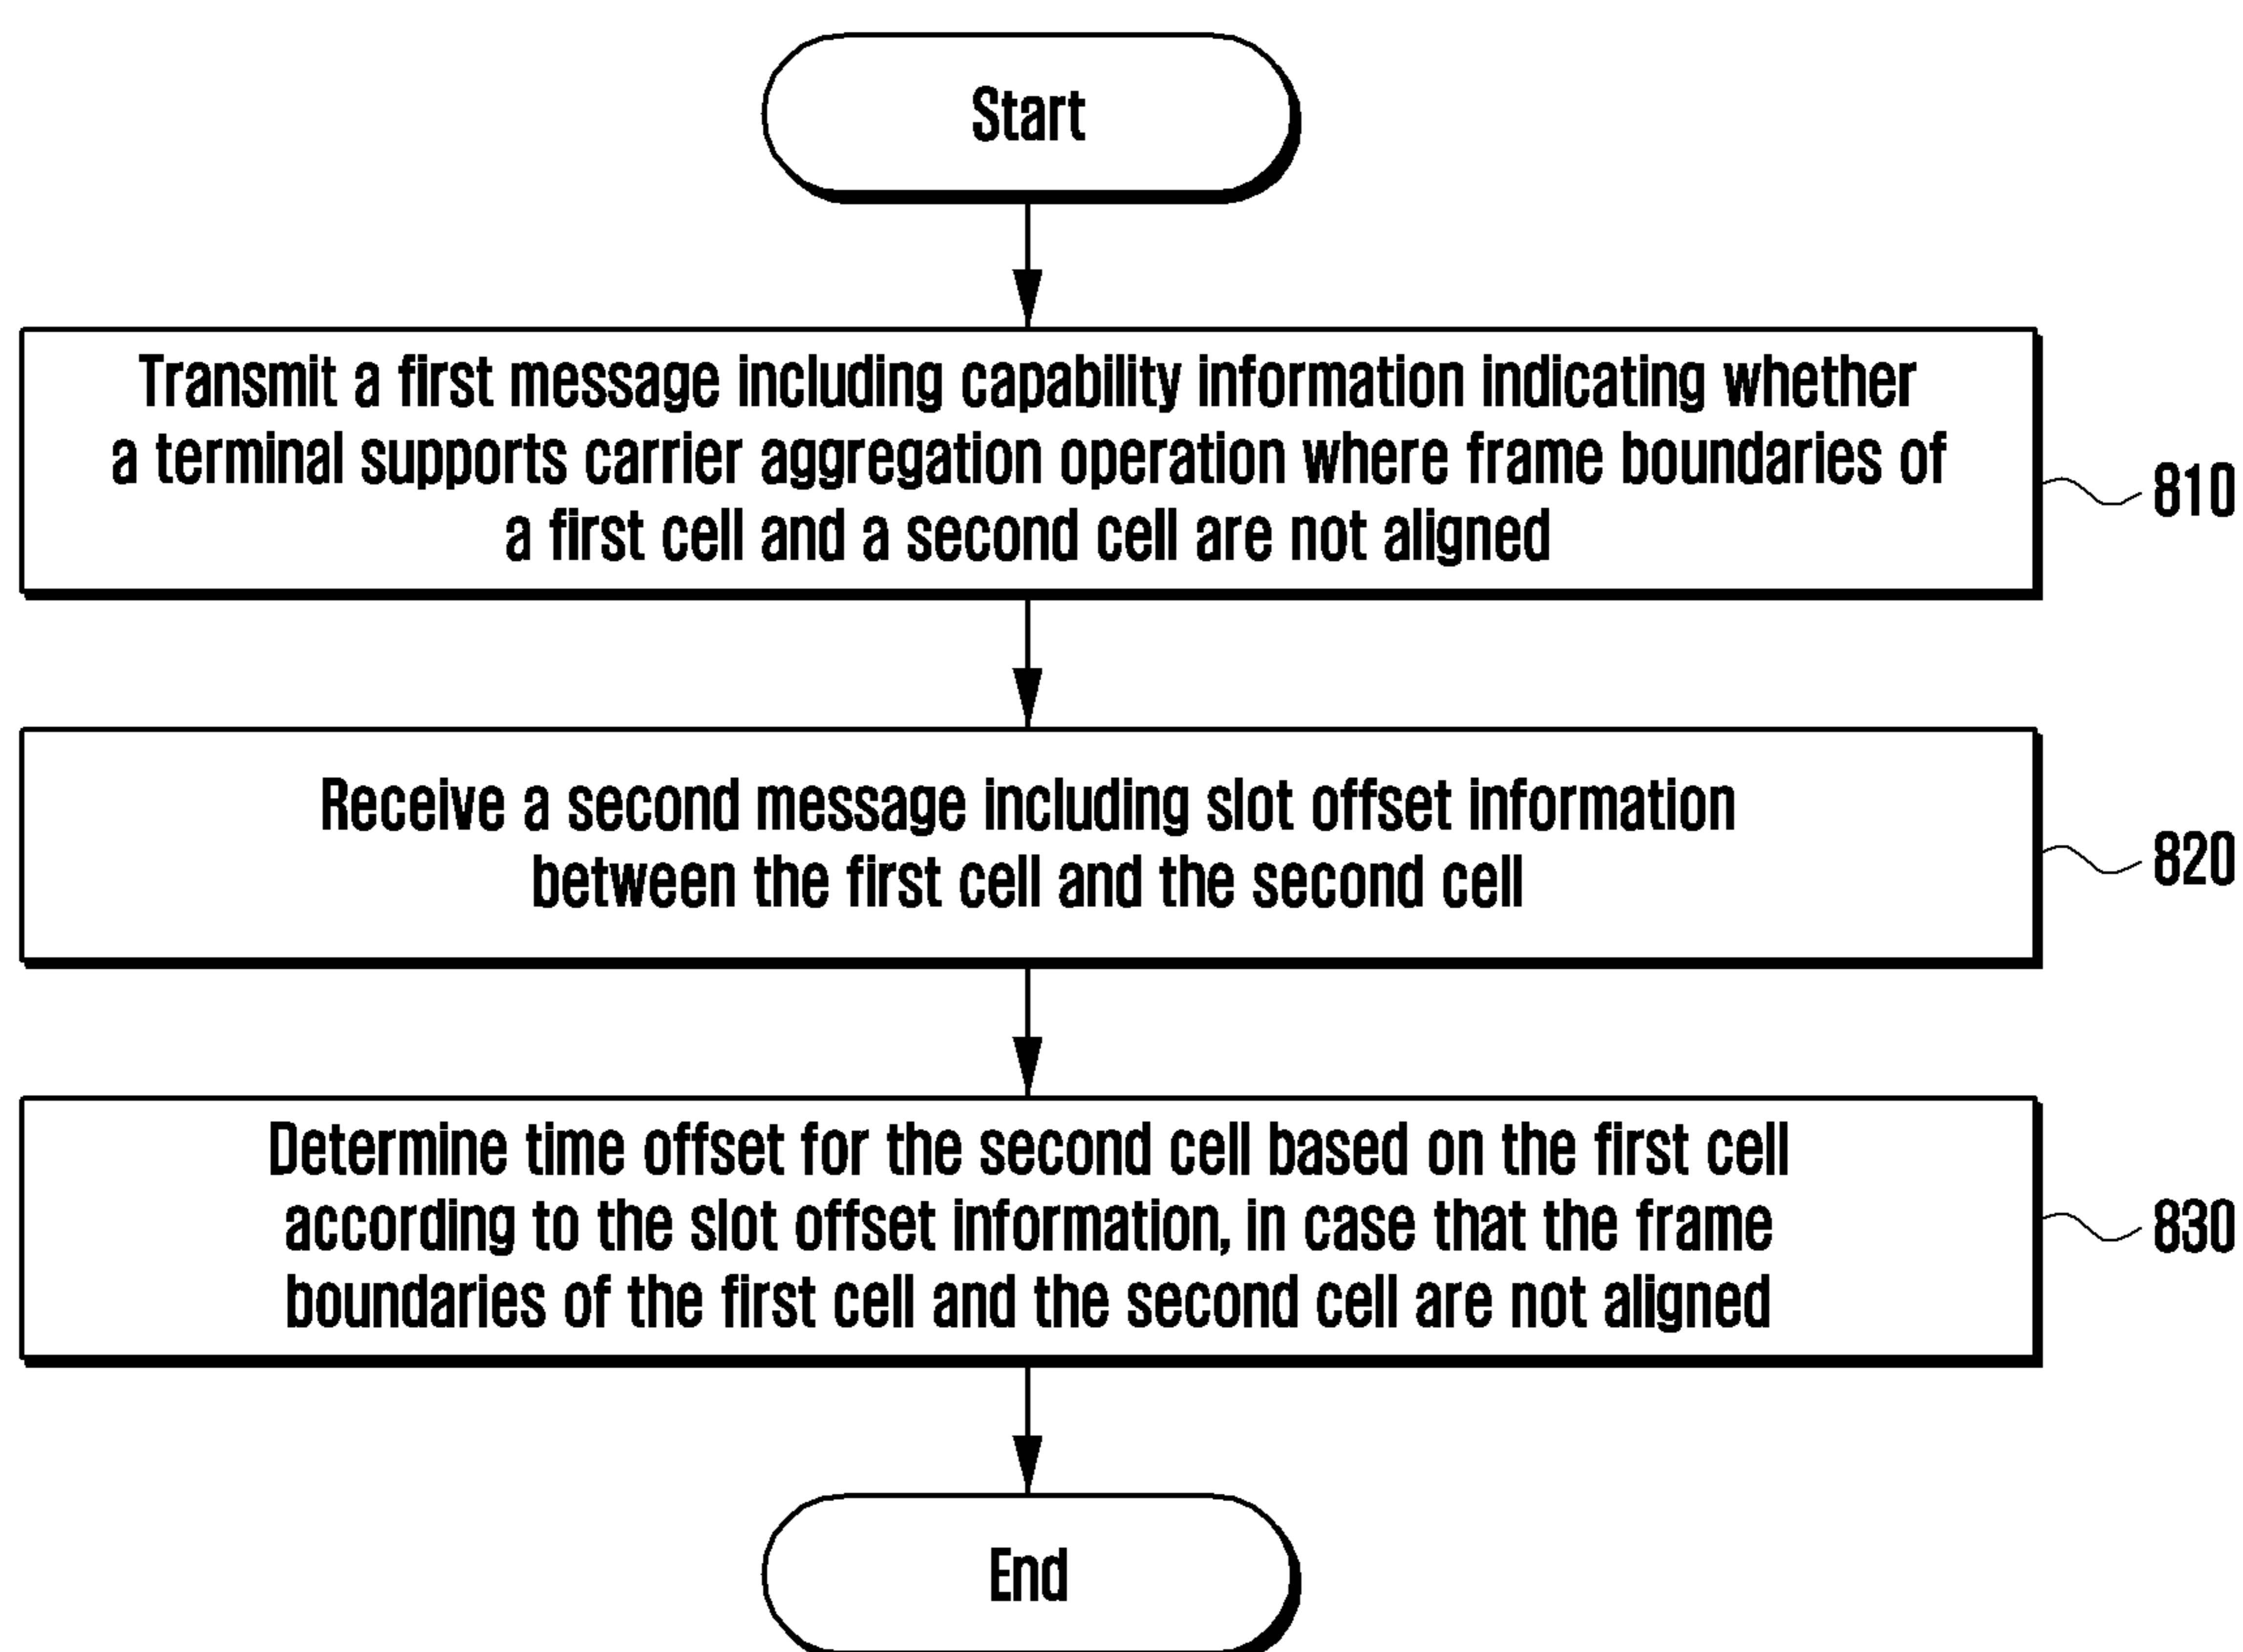 Start
Transmit a first message including capability information indicating whether
a terminal supports carrier aggregation operation where frame boundaries of
a first cell and a second cell are not aligned
810
Receive a second message including slot offset information
between the first cell and the second cell
820
Determine time offset for the second cell based on the first cell
according to the slot offset information, in case that the frame
boundaries of the first cell and the second cell are not aligned
830
End